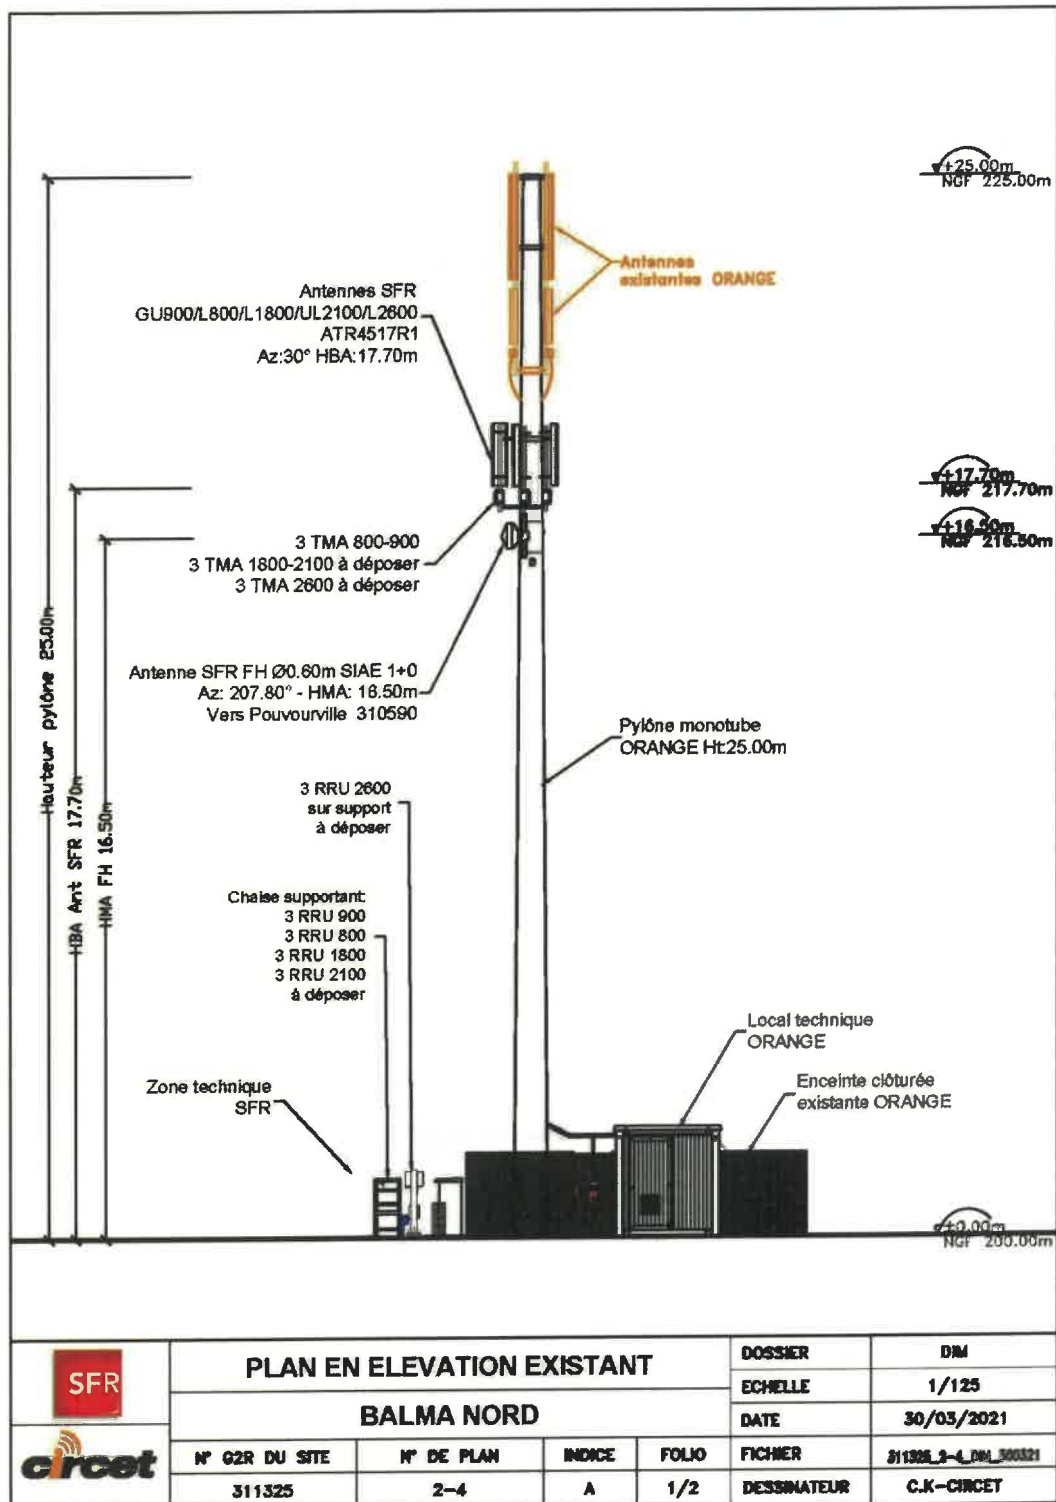 +25.00m
NGF 225.00m
Antennes
existantes ORANGE
Antennes SFR
GU900/L800/L1800/UL2100/L2600
ATR4517R1
Az:30° HBA:17.70m
+17.70m
NGF 217.70m
+16.50m
NGF 216.50m
3 TMA 800-900
3 TMA 1800-2100 à déposer
3 TMA 2600 à déposer
Antenne SFR FH Ø0.60m SIAE 1+0
Az: 207.80° - HMA: 16.50m
Vers Pouvourville 310590
Hauteur pylône 25.00m
HBA Ant SFR 17.70m
HMA FH 16.50m
Pylône monotube
ORANGE Ht:25.00m
3 RRU 2600
sur support
à déposer
Chaise supportant:
3 RRU 900
3 RRU 800
3 RRU 1800
3 RRU 2100
à déposer
Local technique
ORANGE
Enceinte clôturée
existante ORANGE
Zone technique
SFR
±0.00m
NGF 200.00m
SFR
circet
PLAN EN ELEVATION EXISTANT
BALMA NORD
N° G2R DU SITE
N° DE PLAN
INDICE
FOLIO
311325
2-4
A
1/2
DOSSIER
DIM
ECHELLE
1/125
DATE
30/03/2021
FICHIER
311325_2-4_DIM_300321
DESSINATEUR
C.K-CIRCET